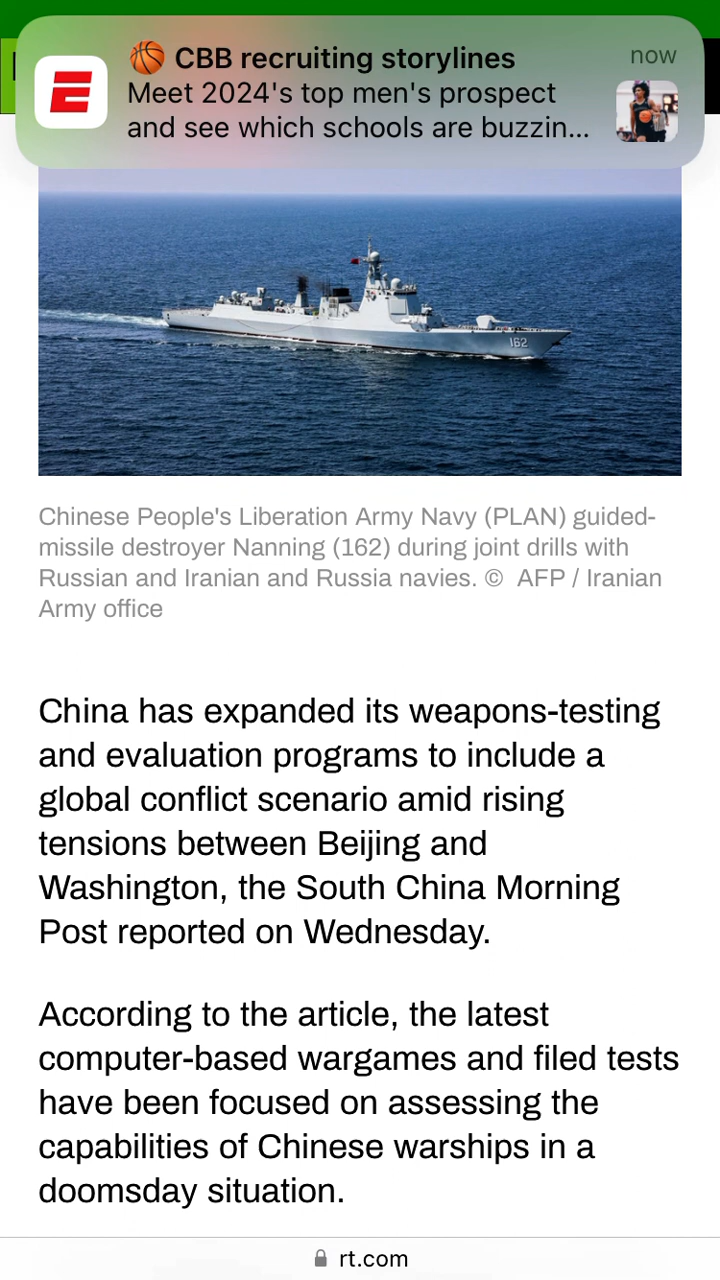 🏀 CBB recruiting storylines
now
Meet 2024's top men's prospect
and see which schools are buzzin...
162
Chinese People's Liberation Army Navy (PLAN) guided-
missile destroyer Nanning (162) during joint drills with
Russian and Iranian and Russia navies. © AFP / Iranian
Army office
China has expanded its weapons-testing
and evaluation programs to include a
global conflict scenario amid rising
tensions between Beijing and
Washington, the South China Morning
Post reported on Wednesday.
According to the article, the latest
computer-based wargames and filed tests
have been focused on assessing the
capabilities of Chinese warships in a
doomsday situation.
rt.com